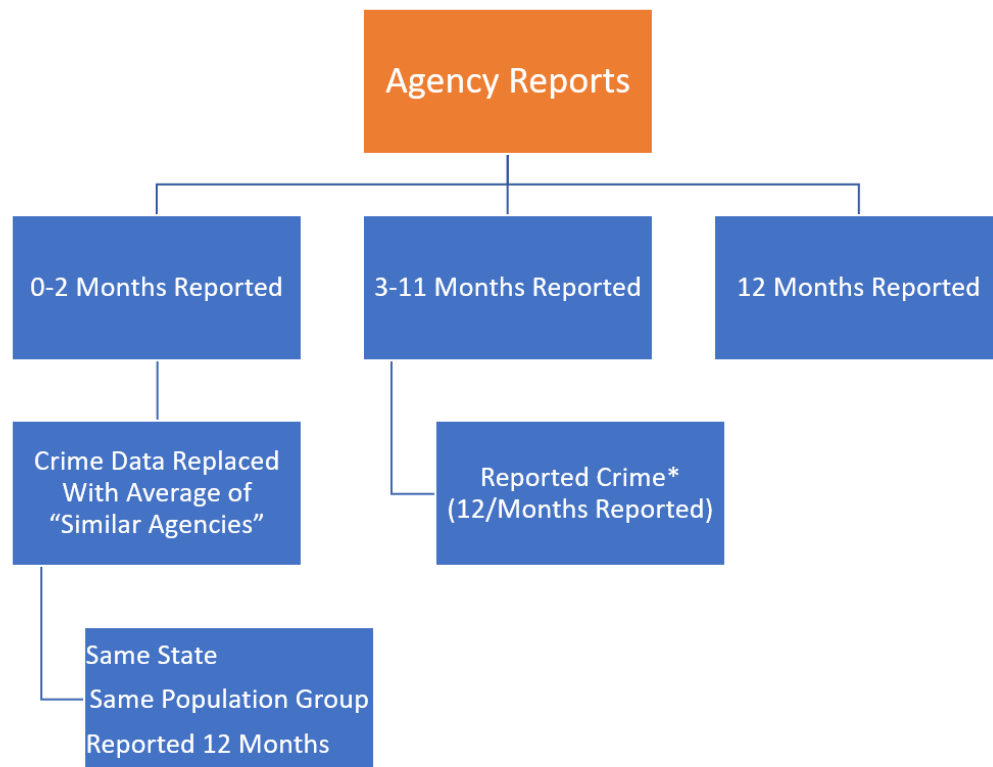 Agency Reports
0-2 Months Reported
3-11 Months Reported
12 Months Reported
Crime Data Replaced
With Average of
“Similar Agencies”
Reported Crime*
(12/Months Reported)
Same State
Same Population Group
Reported 12 Months